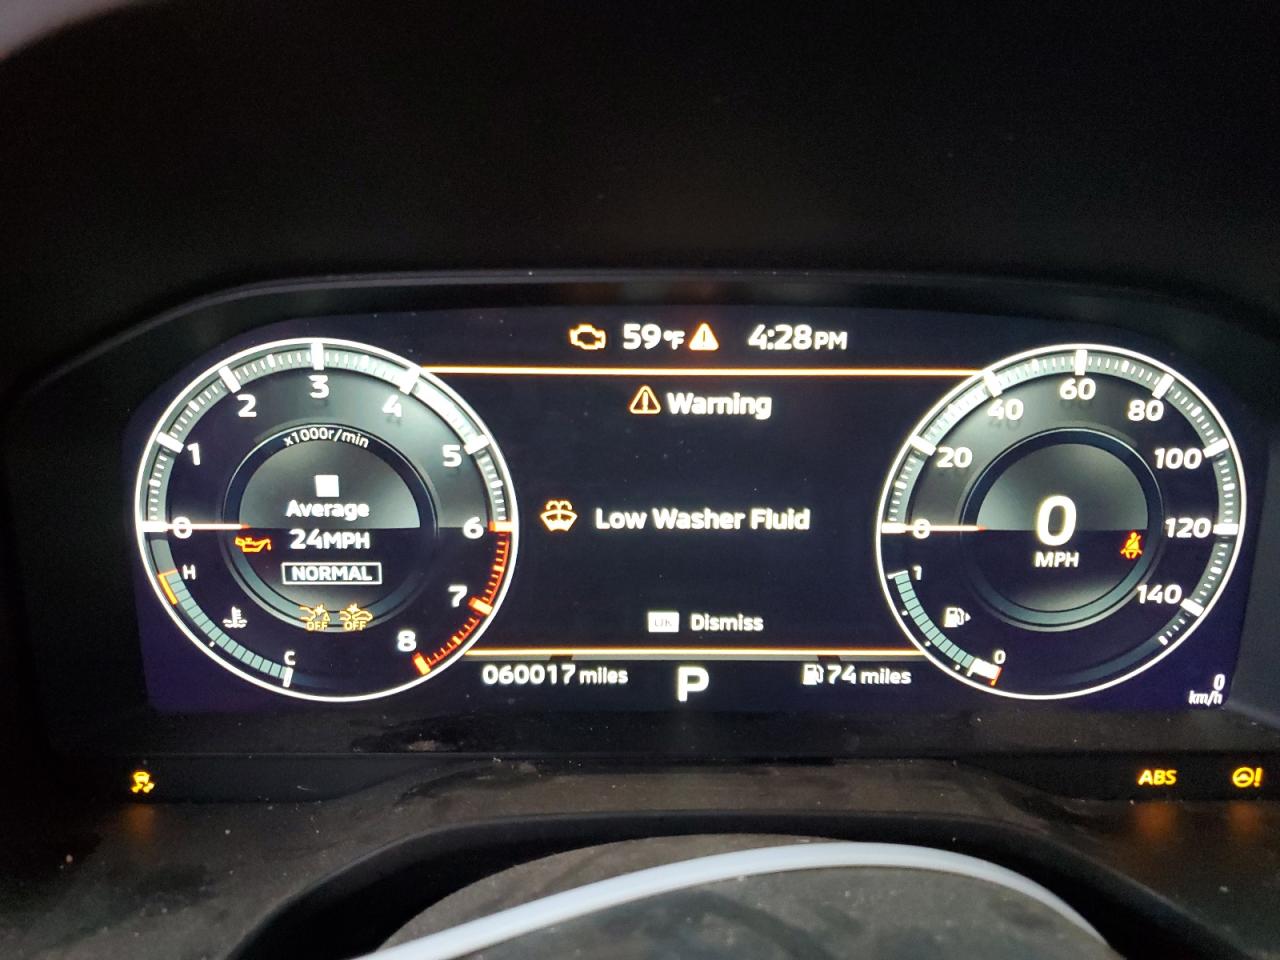 59°F 4:28PM
Warning
Low Washer Fluid
OK Dismiss
060017 miles P 74 miles
0
1
2
3
4
5
6
7
8
x1000r/min
Average
24MPH
NORMAL
OFF OFF
H
C
0
20
40
60
80
100
120
140
0
MPH
1
0
0
km/h
ABS
!